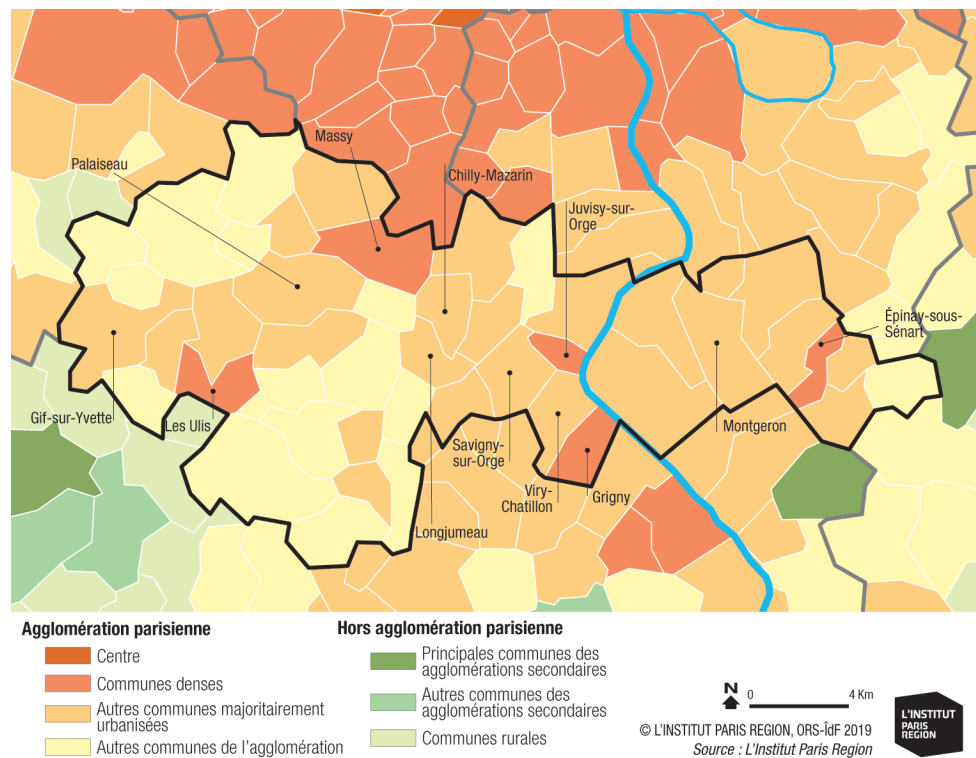 Massy
Palaiseau
Chilly-Mazarin
Juvisy-sur-
Orge
Épinay-sous-
Sénart
Gif-sur-Yvette
Les Ulis
Savigny-
sur-Orge
Montgeron
Viry-
Chatillon
Grigny
Longjumeau
Agglomération parisienne
Centre
Communes denses
Autres communes majoritairement
urbanisées
Autres communes de l'agglomération
Hors agglomération parisienne
Principales communes des
agglomérations secondaires
Autres communes des
agglomérations secondaires
Communes rurales
N
0 4 Km
© L'INSTITUT PARIS REGION, ORS-ÎdF 2019
Source : L'Institut Paris Region
L'INSTITUT
PARIS
REGION